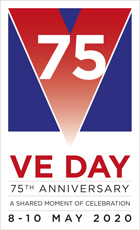 75
VE DAY
75TH ANNIVERSARY
A SHARED MOMENT OF CELEBRATION
8-10 MAY 2020